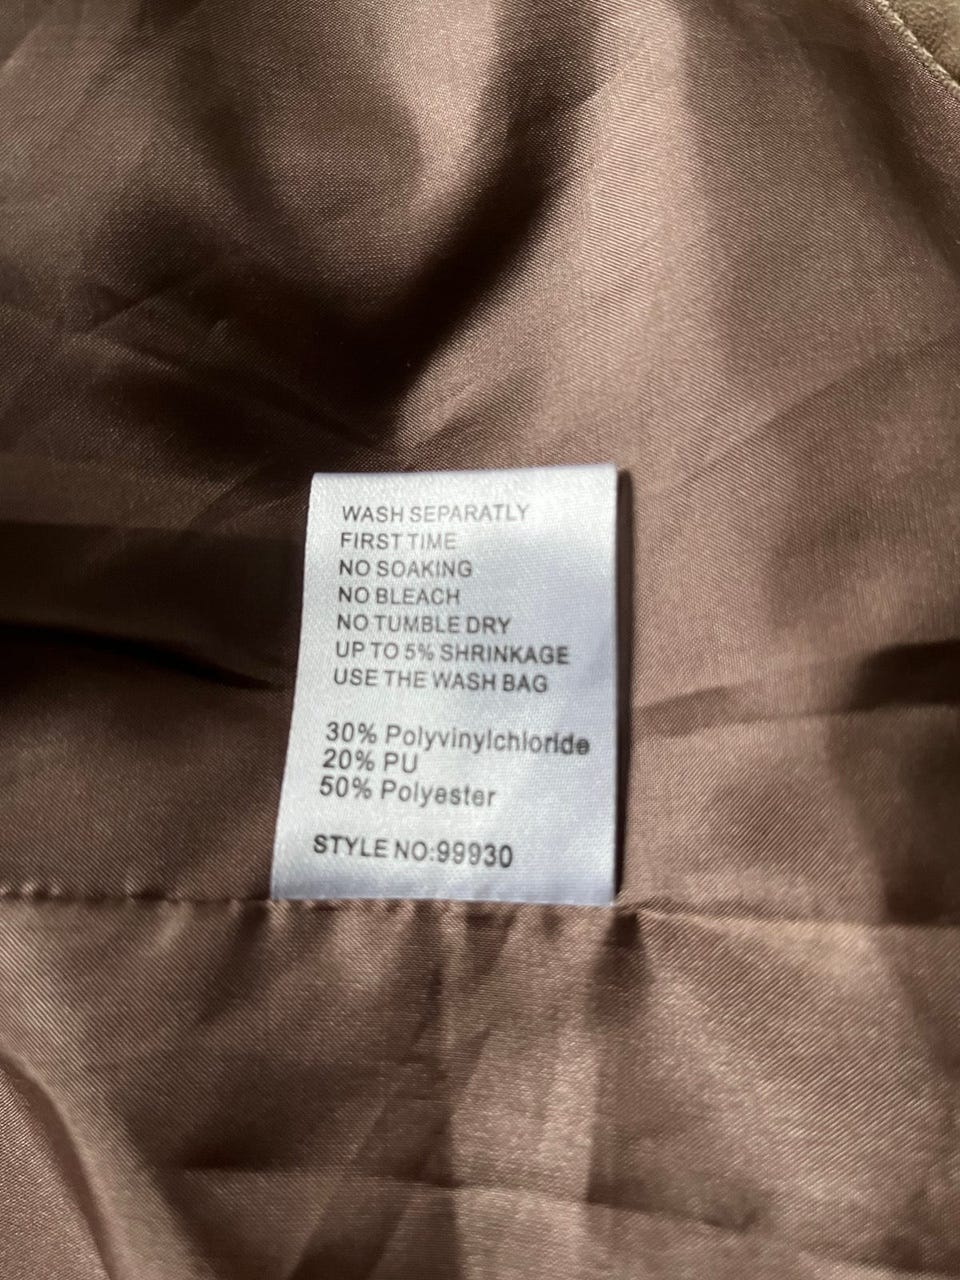 WASH SEPARATLY
FIRST TIME
NO SOAKING
NO BLEACH
NO TUMBLE DRY
UP TO 5% SHRINKAGE
USE THE WASH BAG
30% Polyvinylchloride
20% PU
50% Polyester
STYLE NO:99930